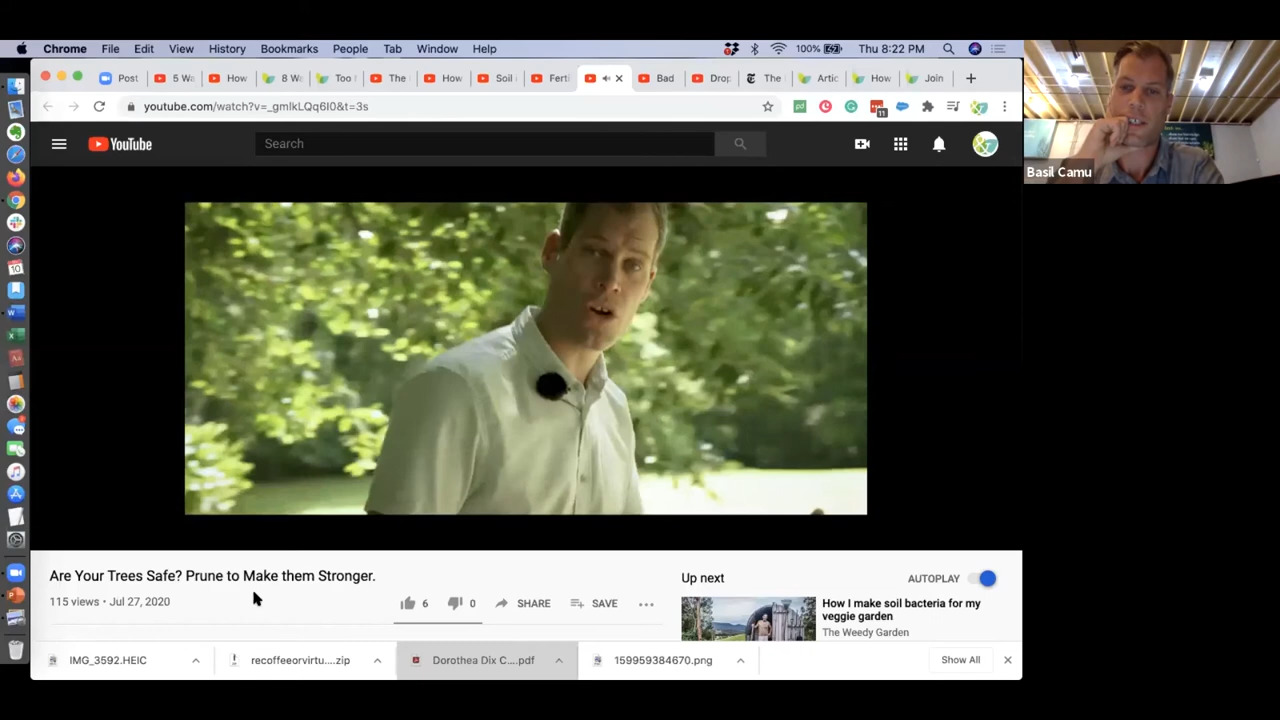 Chrome File Edit View History Bookmarks People Tab Window Help 100% Thu 8:22 PM
Post 5 Wa How 8 Wa Too The How Soil Fert Bad Drop The Artic How Join
youtube.com/watch?v=_gmlkLQq6I0&t=3s
11
YouTube
Search
Basil Camu
10
Are Your Trees Safe? Prune to Make them Stronger.
115 views • Jul 27, 2020
6 0 SHARE SAVE
Up next AUTOPLAY
How I make soil bacteria for my
veggie garden
The Weedy Garden
IMG_3592.HEIC recoffeeorvirtu....zip Dorothea Dix C....pdf 159959384670.png Show All